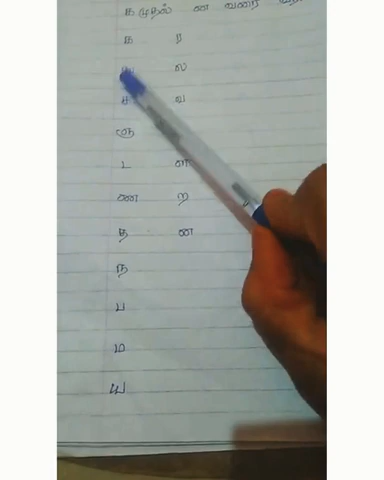 க முதல் ன வரை
க ர
ங ல
ச வ
ஞ
ட ள
ண ற
த ன
ந
ப
ம
ய